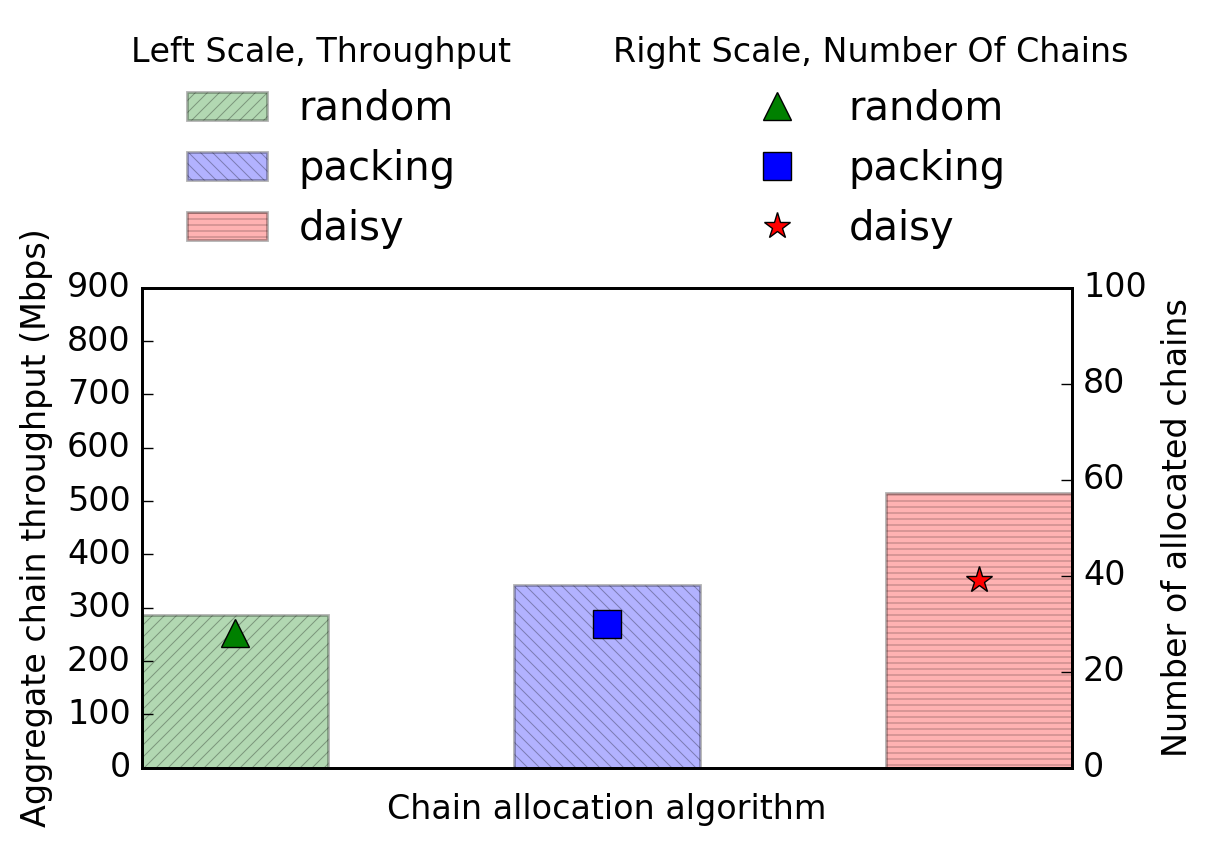 Left Scale, Throughput
random
packing
daisy
Right Scale, Number Of Chains
random
packing
daisy
Aggregate chain throughput (Mbps)
900
800
700
600
500
400
300
200
100
0
100
80
60
40
20
0
Number of allocated chains
Chain allocation algorithm